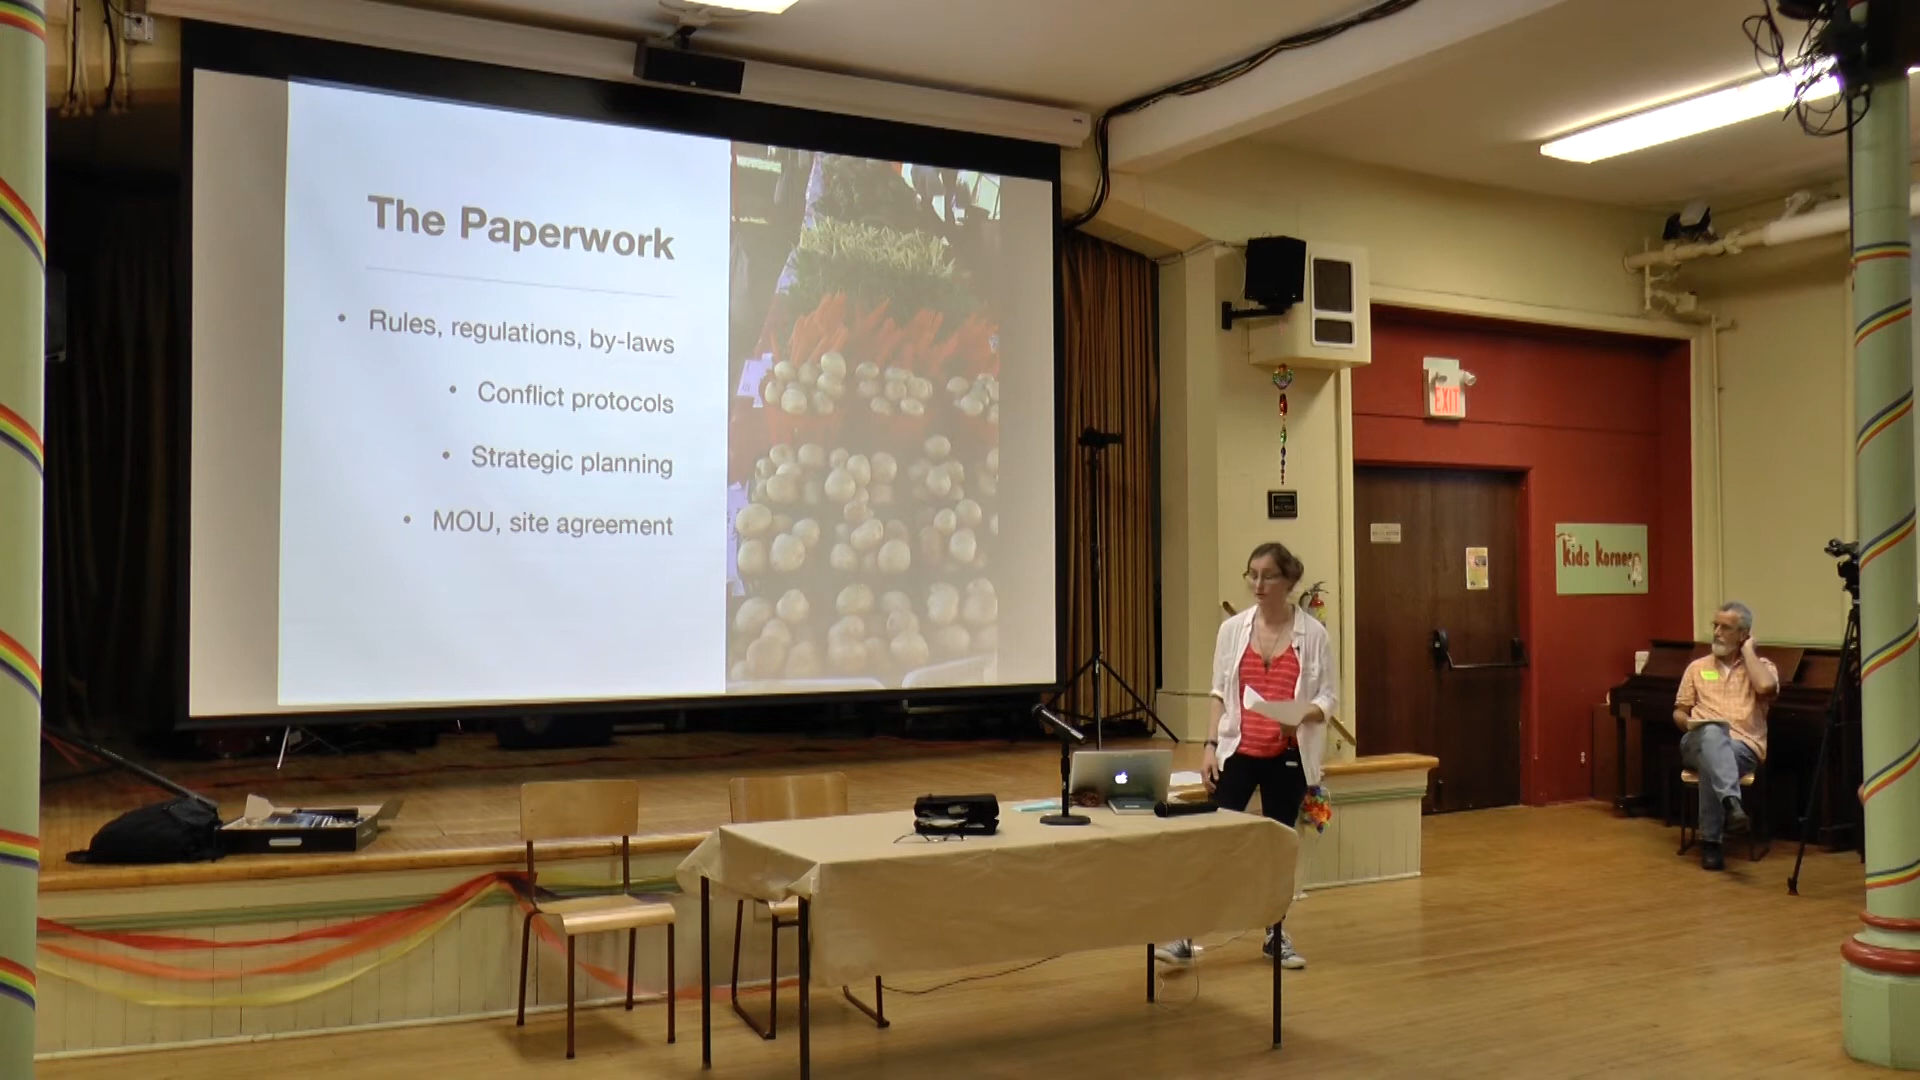 The Paperwork
• Rules, regulations, by-laws
• Conflict protocols
• Strategic planning
• MOU, site agreement
EXIT
Kids Korner